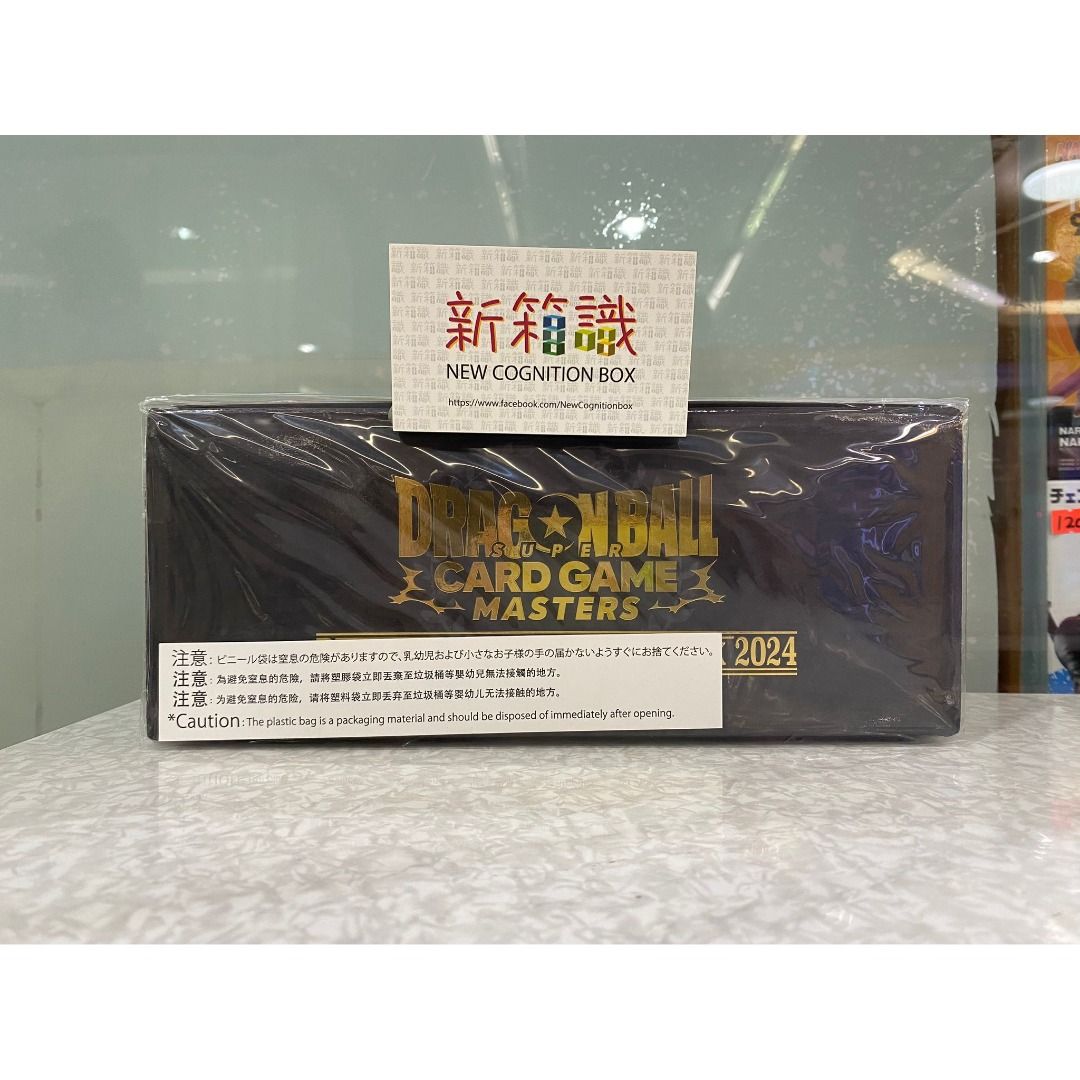 新箱識
NEW COGNITION BOX
https://www.facebook.com/NewCognitionbox
DRAGON BALL
SUPER
CARD GAME
MASTERS
2024
注意：ビニール袋は窒息の危険がありますので、乳幼児および小さなお子様の手の届かないようすぐにお捨てください。
注意：為避免窒息的危險，請將塑膠袋立即丟棄至垃圾桶等嬰幼兒無法接觸的地方。
注意：为避免窒息的危险，请将塑料袋立即丢弃至垃圾桶等婴幼儿无法接触的地方。
*Caution : The plastic bag is a packaging material and should be disposed of immediately after opening.